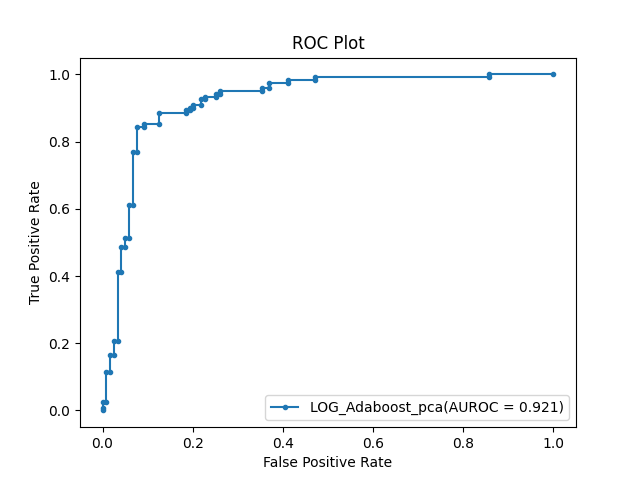 ROC Plot
1.0
0.8
0.6
0.4
0.2
0.0
True Positive Rate
LOG_Adaboost_pca(AUROC = 0.921)
0.0 0.2 0.4 0.6 0.8 1.0
False Positive Rate